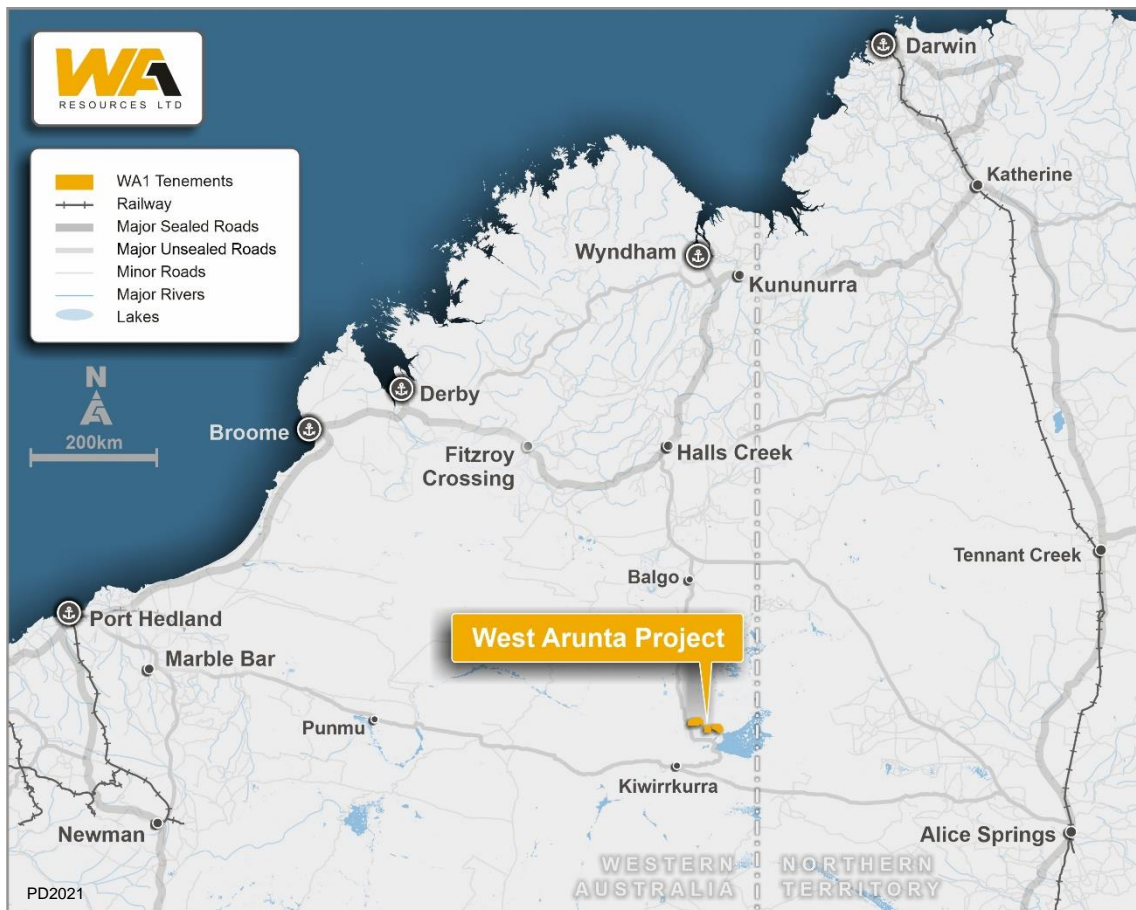 WA1
RESOURCES LTD
WA1 Tenements
Railway
Major Sealed Roads
Major Unsealed Roads
Minor Roads
Major Rivers
Lakes
N
200km
Darwin
Katherine
Wyndham
Kununurra
Derby
Broome
Fitzroy
Crossing
Halls Creek
Tennant Creek
Balgo
Port Hedland
West Arunta Project
Marble Bar
Punmu
Kiwirrkurra
Newman
Alice Springs
WESTERN
AUSTRALIA
NORTHERN
TERRITORY
PD2021